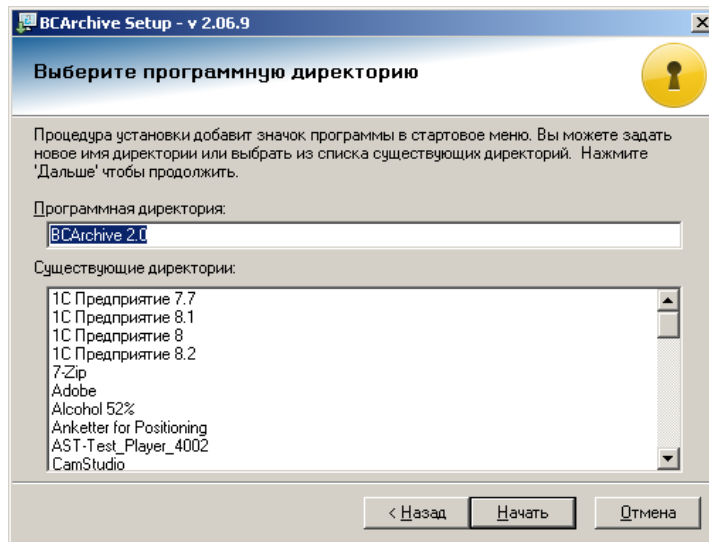 BCArchive Setup - v 2.06.9
Выберите программную директорию
Процедура установки добавит значок программы в стартовое меню. Вы можете задать
новое имя директории или выбрать из списка существующих директорий. Нажмите
'Дальше' чтобы продолжить.
Программная директория:
BCArchive 2.0
Существующие директории:
1С Предприятие 7.7
1С Предприятие 8.1
1С Предприятие 8
1С Предприятие 8.2
7-Zip
Adobe
Alcohol 52%
Anketter for Positioning
AST-Test_Player_4002
CamStudio
< Назад Начать Отмена